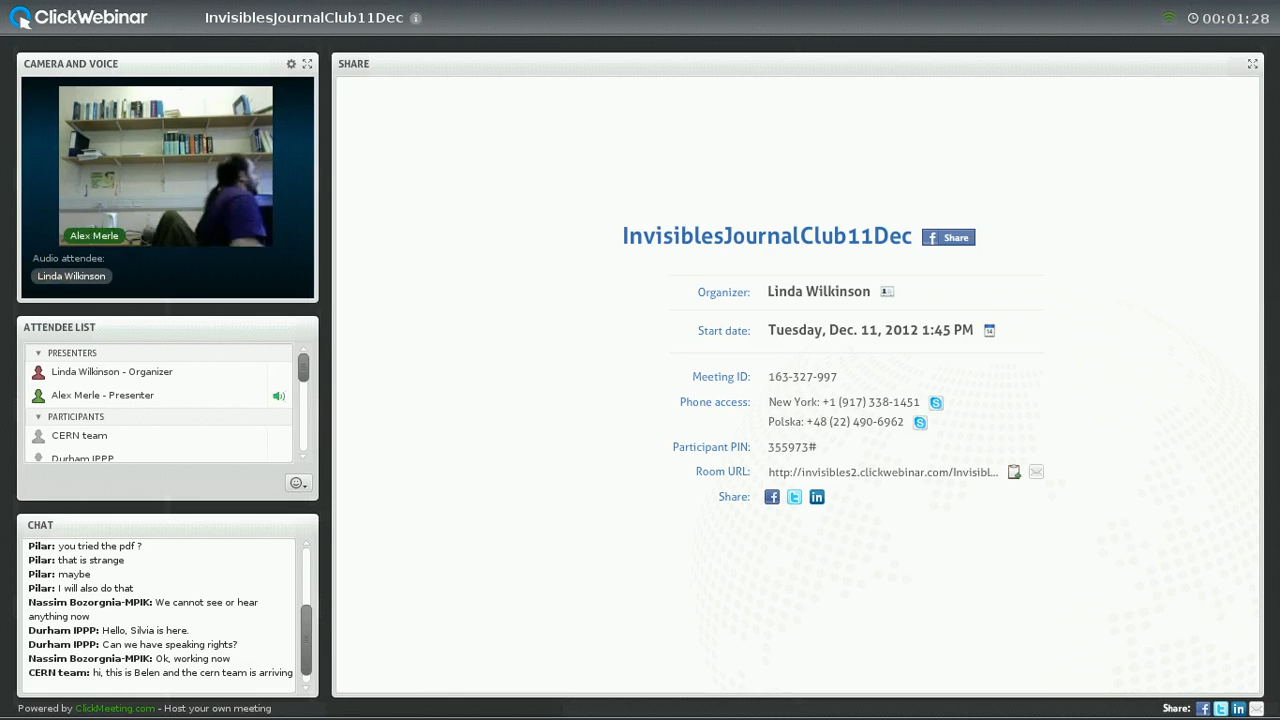 ClickWebinar
InvisiblesJournalClub11Dec
00:01:28
CAMERA AND VOICE
Alex Merle
Audio attendee:
Linda Wilkinson
ATTENDEE LIST
PRESENTERS
Linda Wilkinson - Organizer
Alex Merle - Presenter
PARTICIPANTS
CERN team
Durham IPPP
CHAT
Pilar: you tried the pdf ?
Pilar: that is strange
Pilar: maybe
Pilar: I will also do that
Nassim Bozorgnia-MPIK: We cannot see or hear
anything now
Durham IPPP: Hello, Silvia is here.
Durham IPPP: Can we have speaking rights?
Nassim Bozorgnia-MPIK: Ok, working now
CERN team: hi, this is Belen and the cern team is arriving
SHARE
InvisiblesJournalClub11Dec
Share
Organizer: Linda Wilkinson
Start date: Tuesday, Dec. 11, 2012 1:45 PM
Meeting ID: 163-327-997
Phone access: New York: +1 (917) 338-1451
Polska: +48 (22) 490-6962
Participant PIN: 355973#
Room URL: http://invisibles2.clickwebinar.com/Invisibl...
Share:
Powered by ClickMeeting.com - Host your own meeting
Share: